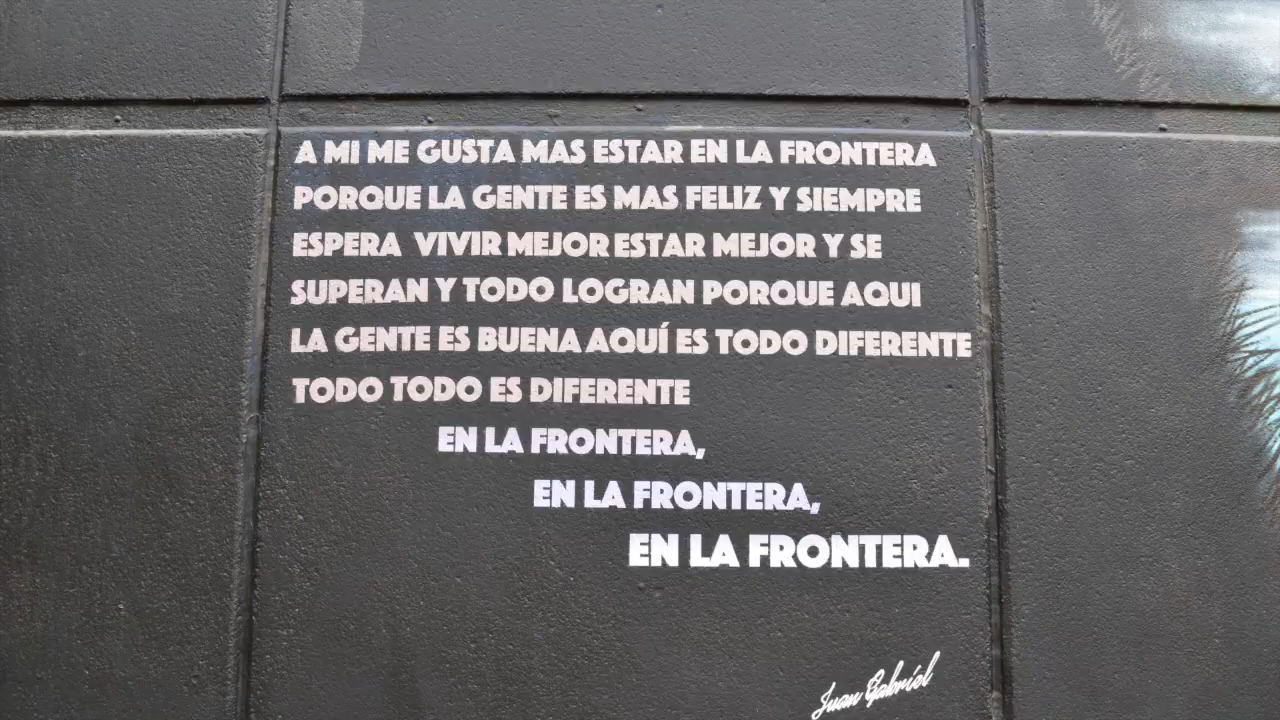 A MI ME GUSTA MAS ESTAR EN LA FRONTERA
PORQUE LA GENTE ES MAS FELIZ Y SIEMPRE
ESPERA VIVIR MEJOR ESTAR MEJOR Y SE
SUPERAN Y TODO LOGRAN PORQUE AQUI
LA GENTE ES BUENA AQUÍ ES TODO DIFERENTE
TODO TODO ES DIFERENTE
EN LA FRONTERA,
EN LA FRONTERA,
EN LA FRONTERA.
Juan Gabriel